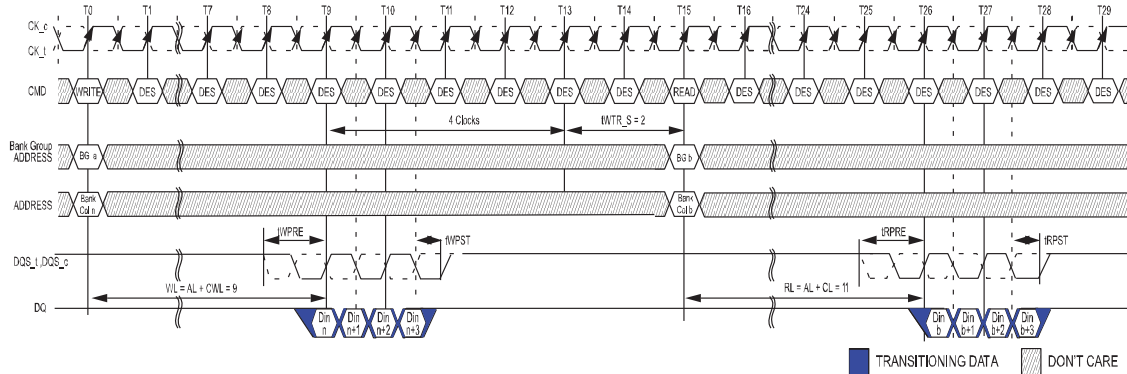 T0 T1 T7 T8 T9 T10 T11 T12 T13 T14 T15 T16 T24 T25 T26 T27 T28 T29
CK_c
CK_t
CMD WRITE DES DES DES DES DES DES DES DES DES READ DES DES DES DES DES DES DES
4 Clocks tWTR_S = 2
Bank Group
ADDRESS BG a BG b
ADDRESS Bank Col n Bank Col b
tWPRE tWPST tRPRE tRPST
DQS_t ,DQS_c
WL = AL + CWL = 9 RL = AL + CL = 11
DQ Din n Din n+1 Din n+2 Din n+3 Din b Din b+1 Din b+2 Din b+3
TRANSITIONING DATA DON'T CARE